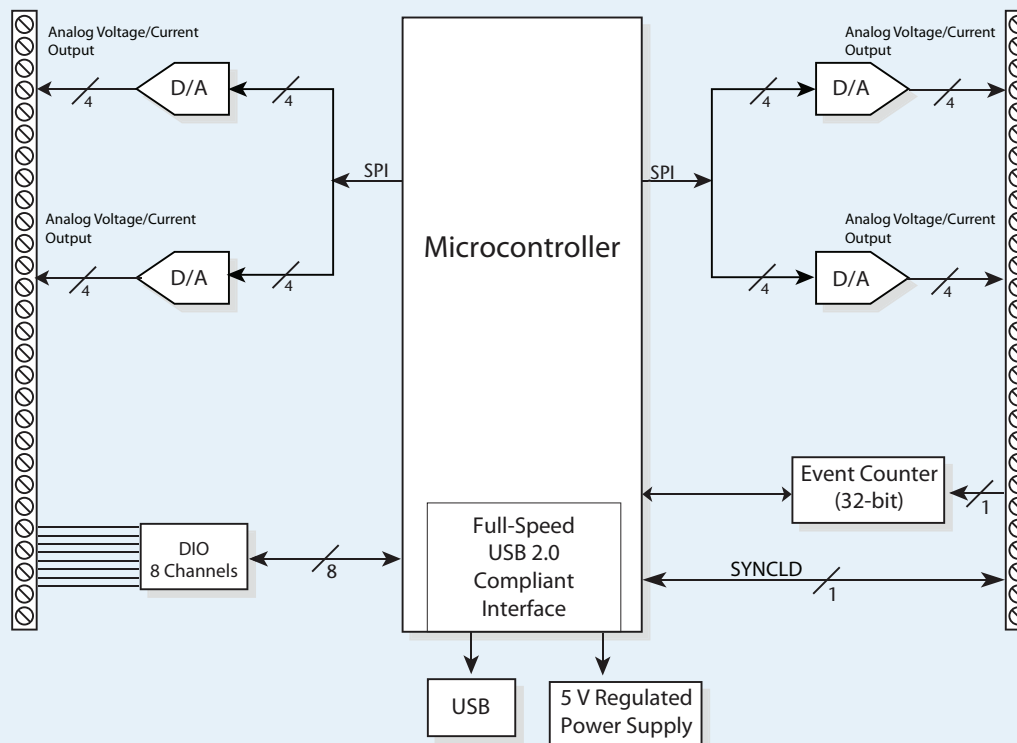 Analog Voltage/Current
Output
D/A
4
4
SPI
Analog Voltage/Current
Output
D/A
4
4
DIO
8 Channels
8
Microcontroller
Full-Speed
USB 2.0
Compliant
Interface
USB
5 V Regulated
Power Supply
SPI
Analog Voltage/Current
Output
4
D/A
4
Analog Voltage/Current
Output
4
D/A
4
Event Counter
(32-bit)
1
SYNCLD
1